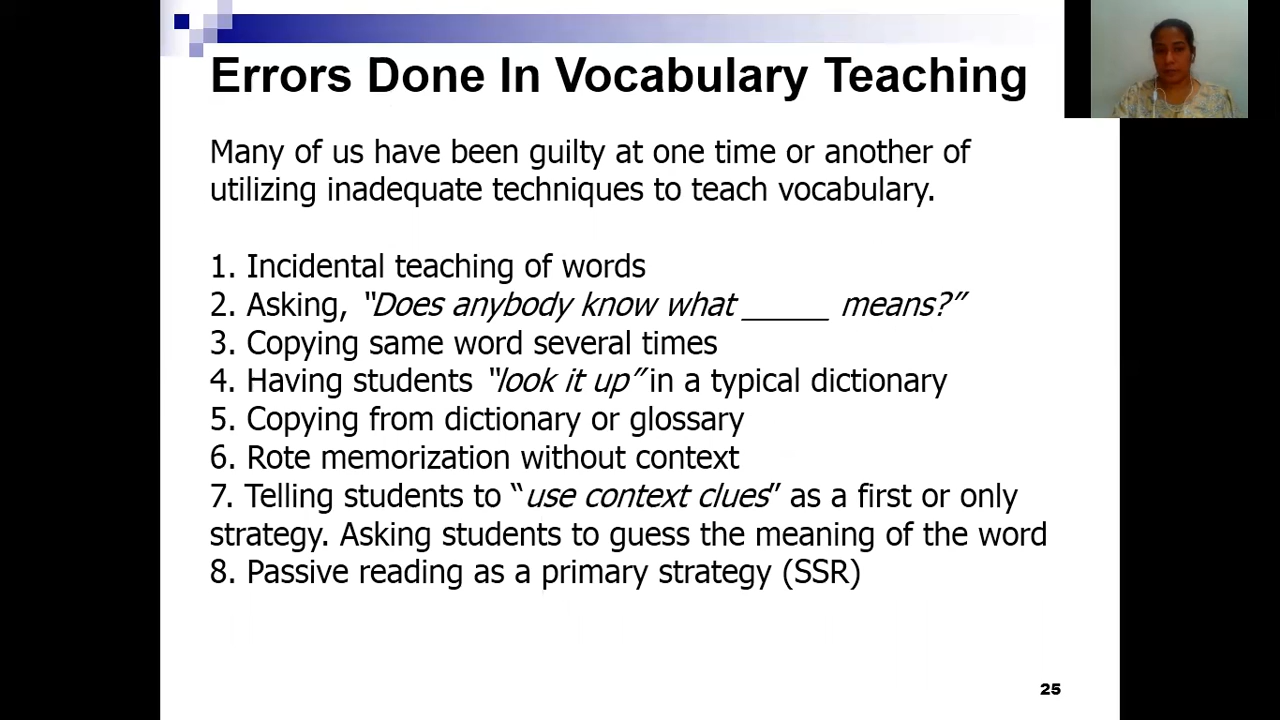 Errors Done In Vocabulary Teaching
Many of us have been guilty at one time or another of
utilizing inadequate techniques to teach vocabulary.
1. Incidental teaching of words
2. Asking, “Does anybody know what _____ means?”
3. Copying same word several times
4. Having students “look it up” in a typical dictionary
5. Copying from dictionary or glossary
6. Rote memorization without context
7. Telling students to “use context clues” as a first or only
strategy. Asking students to guess the meaning of the word
8. Passive reading as a primary strategy (SSR)
25